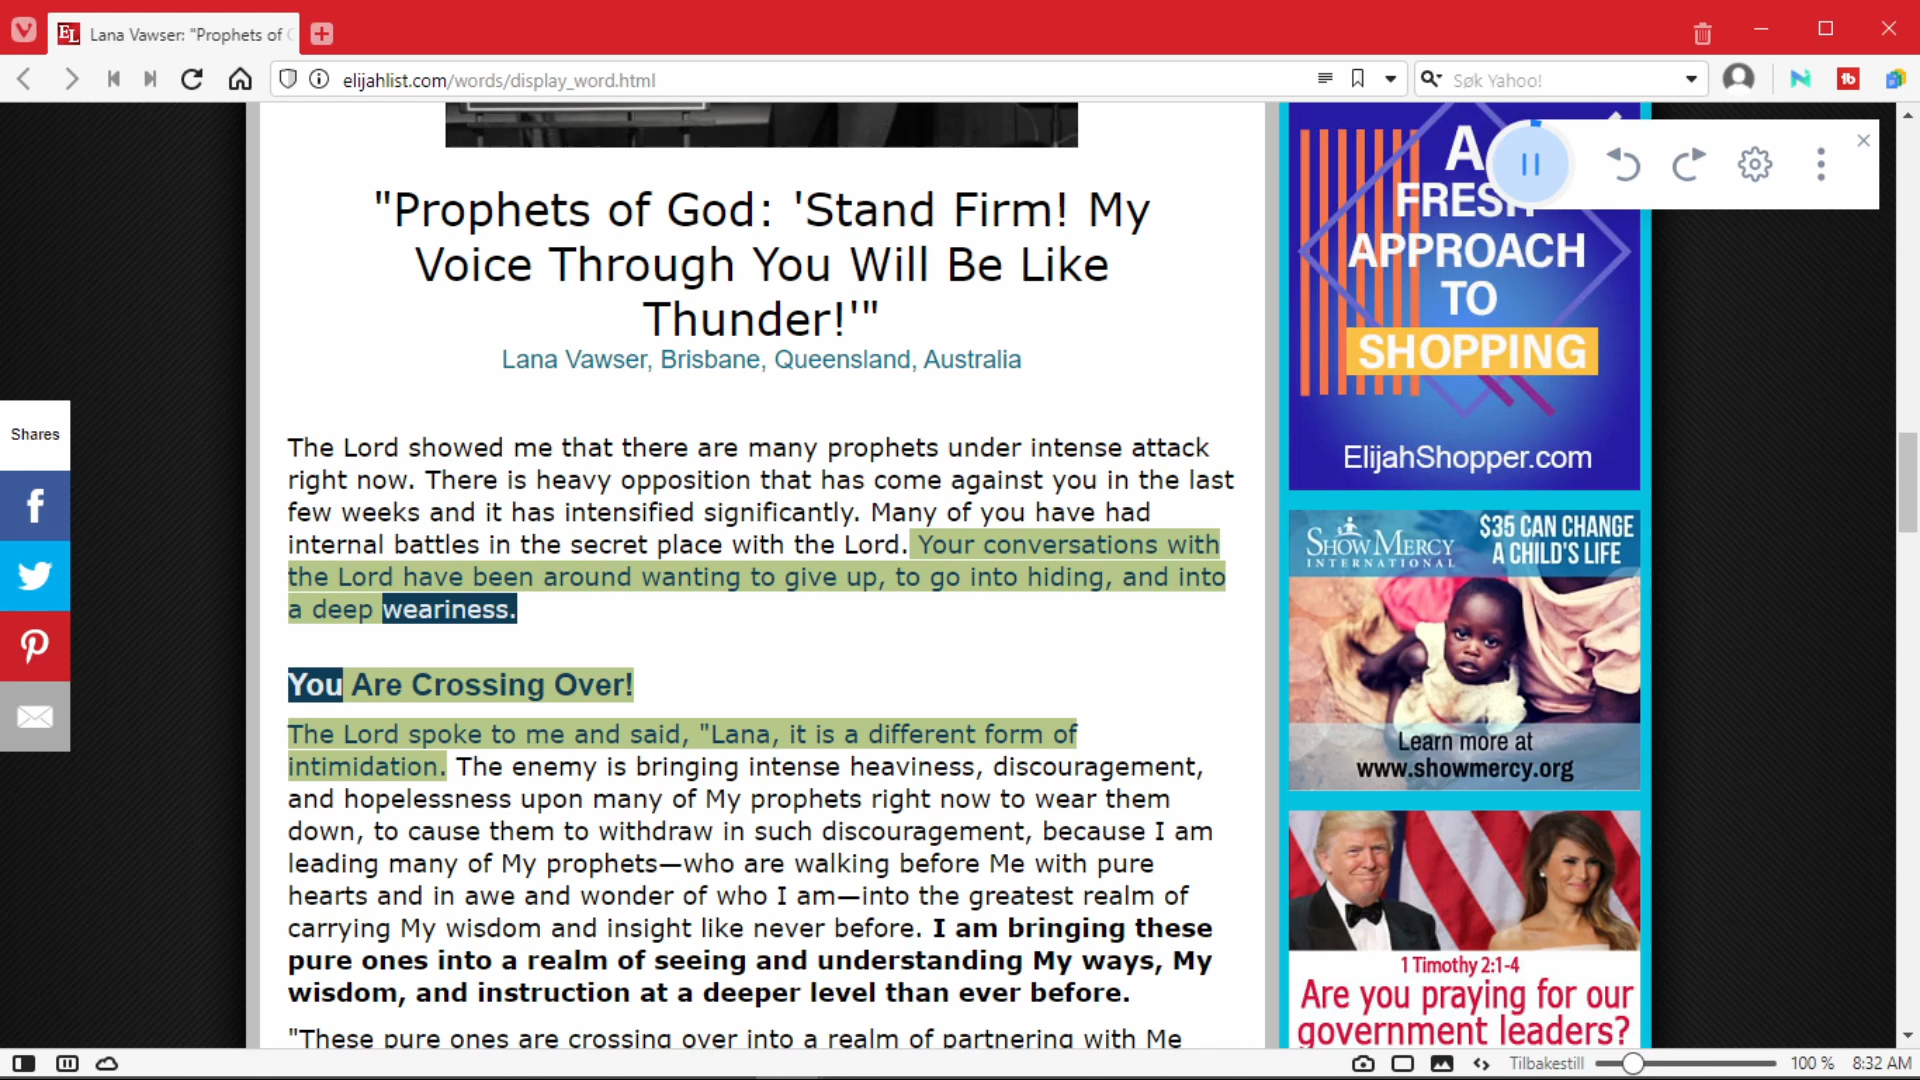 EL Lana Vawser: "Prophets of
elijahlist.com/words/display_word.html
Søk Yahoo!
"Prophets of God: 'Stand Firm! My
Voice Through You Will Be Like
Thunder!'"
Lana Vawser, Brisbane, Queensland, Australia
The Lord showed me that there are many prophets under intense attack
right now. There is heavy opposition that has come against you in the last
few weeks and it has intensified significantly. Many of you have had
internal battles in the secret place with the Lord. Your conversations with
the Lord have been around wanting to give up, to go into hiding, and into
a deep weariness.
You Are Crossing Over!
The Lord spoke to me and said, "Lana, it is a different form of
intimidation. The enemy is bringing intense heaviness, discouragement,
and hopelessness upon many of My prophets right now to wear them
down, to cause them to withdraw in such discouragement, because I am
leading many of My prophets—who are walking before Me with pure
hearts and in awe and wonder of who I am—into the greatest realm of
carrying My wisdom and insight like never before. I am bringing these
pure ones into a realm of seeing and understanding My ways, My
wisdom, and instruction at a deeper level than ever before.
"These pure ones are crossing over into a realm of partnering with Me
Shares
A
FRESH
APPROACH
TO
SHOPPING
ElijahShopper.com
SHOWMERCY
INTERNATIONAL
$35 CAN CHANGE
A CHILD'S LIFE
Learn more at
www.showmercy.org
1 Timothy 2:1-4
Are you praying for our
government leaders?
Tilbakestill
100 %
8:32 AM